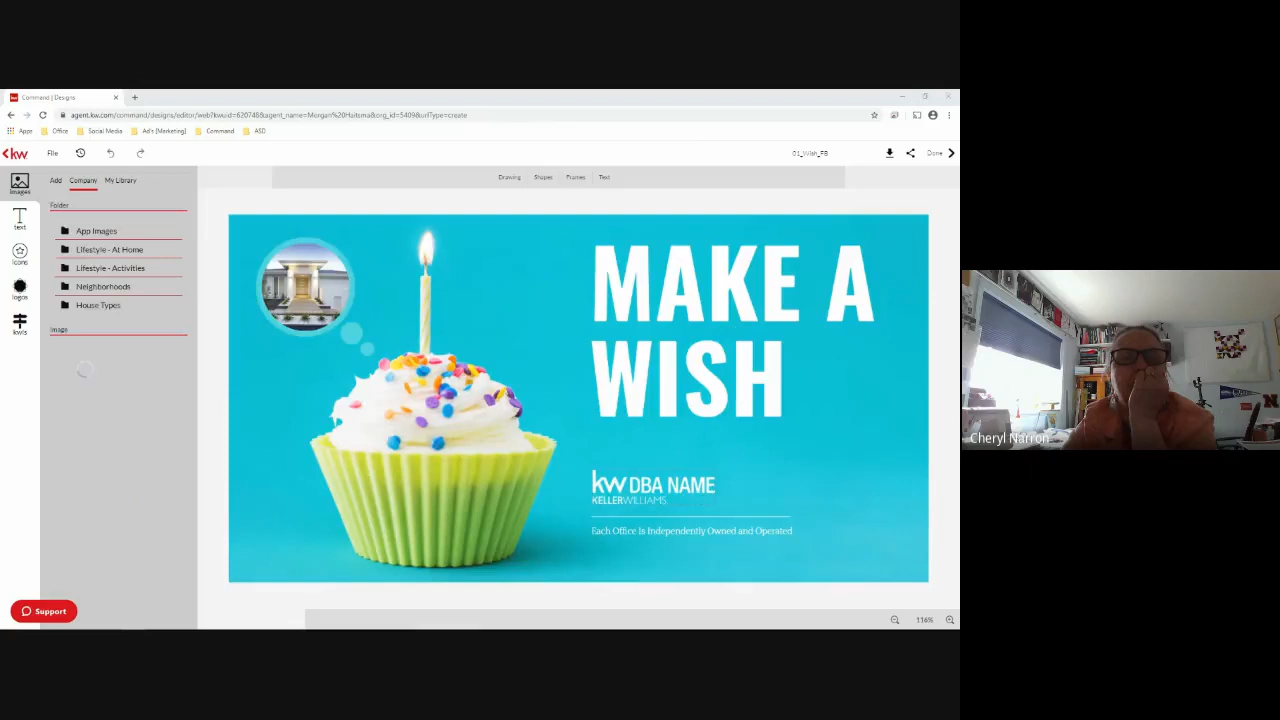 Command | Designs
agent.kw.com/command/designs/editor/web?kwuid=620748&agent_name=Morgan%20Haitsma&org_id=5409&urlType=create
Apps Office Social Media Ad's [Marketing] Command ASD
kw File 01_Wish_FB Done
images
text
icons
logos
kwls
Add Company My Library
Folder
App Images
Lifestyle - At Home
Lifestyle - Activities
Neighborhoods
House Types
Image
Drawing Shapes Frames Text
MAKE A
WISH
kw DBA NAME
KELLERWILLIAMS.
Each Office is Independently Owned and Operated
Support
116%
Cheryl Narron